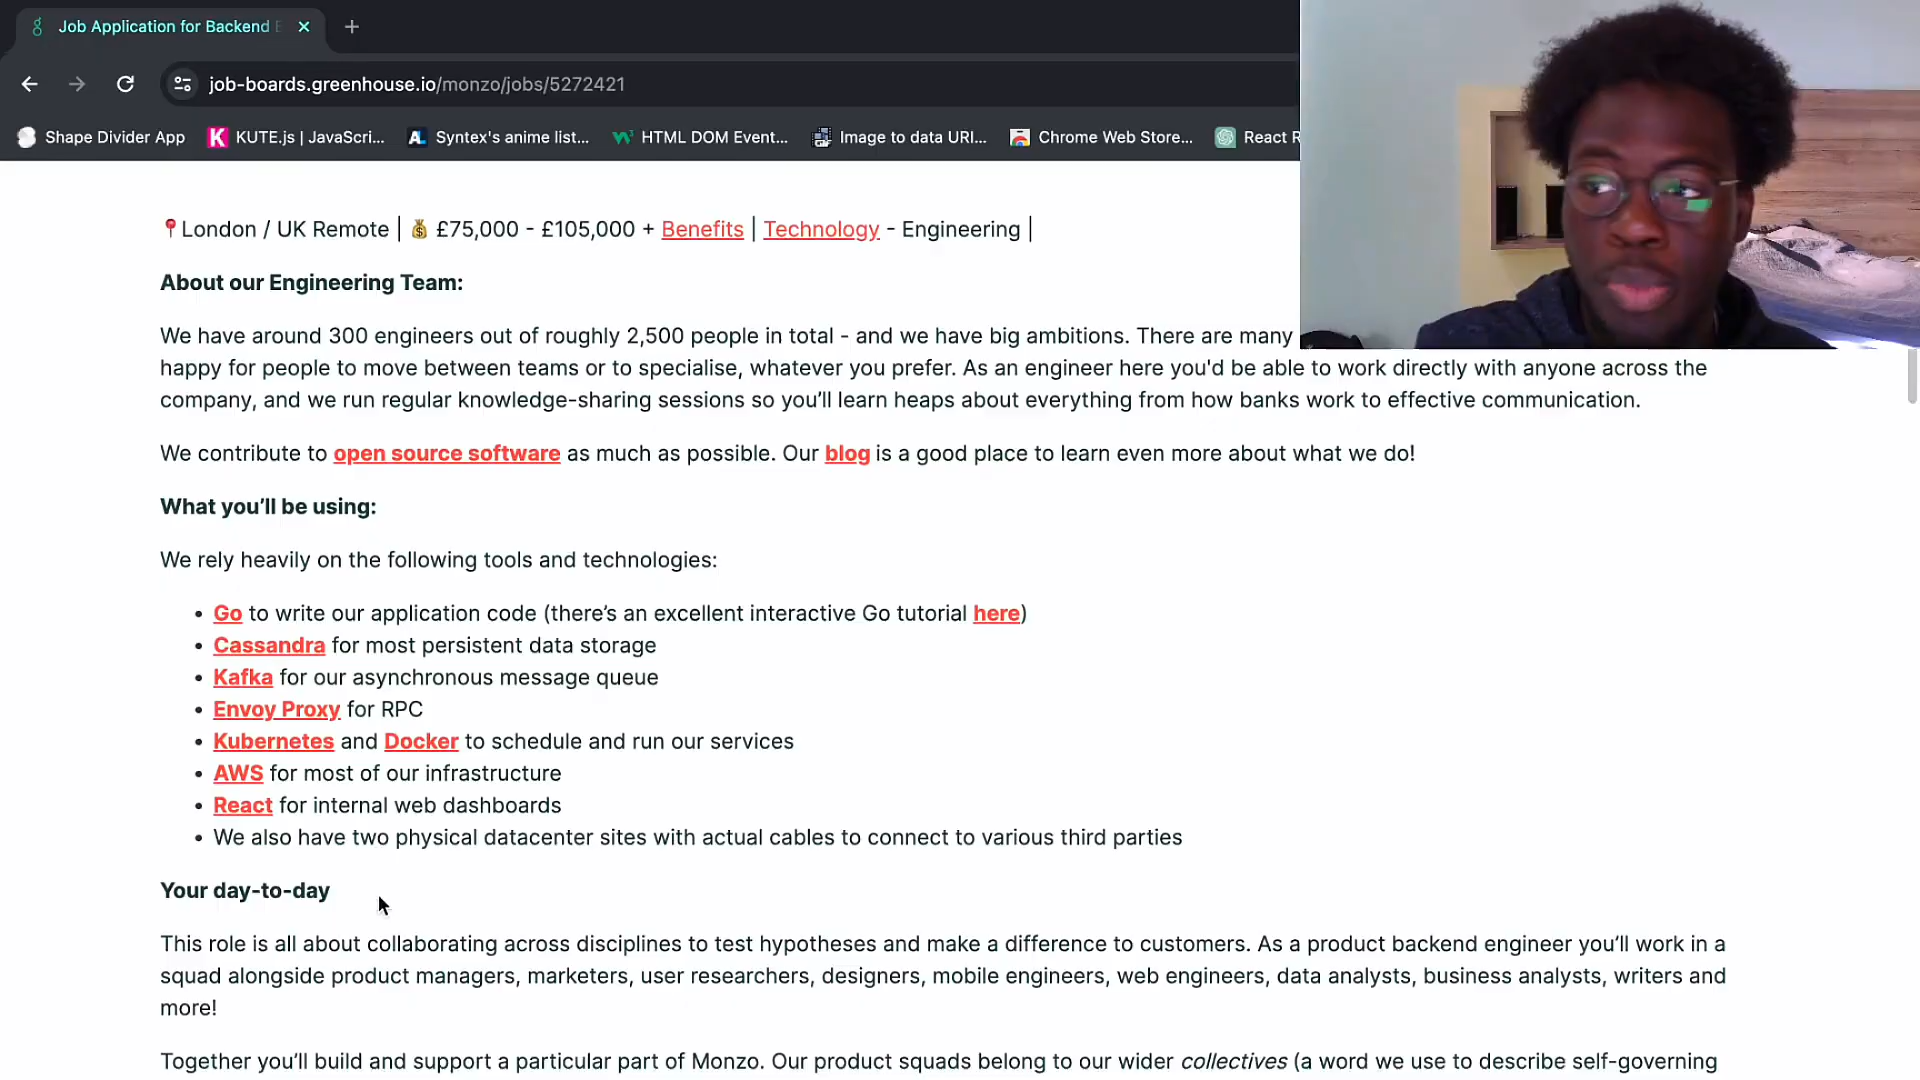 Job Application for Backend
job-boards.greenhouse.io/monzo/jobs/5272421
Shape Divider App
KUTE.js | JavaScri...
Syntex's anime list...
HTML DOM Event...
Image to data URI...
Chrome Web Store...
React R
📍London / UK Remote | 💰 £75,000 - £105,000 + Benefits | Technology - Engineering |
About our Engineering Team:
We have around 300 engineers out of roughly 2,500 people in total - and we have big ambitions. There are many
happy for people to move between teams or to specialise, whatever you prefer. As an engineer here you'd be able to work directly with anyone across the
company, and we run regular knowledge-sharing sessions so you’ll learn heaps about everything from how banks work to effective communication.
We contribute to open source software as much as possible. Our blog is a good place to learn even more about what we do!
What you’ll be using:
We rely heavily on the following tools and technologies:
• Go to write our application code (there’s an excellent interactive Go tutorial here)
• Cassandra for most persistent data storage
• Kafka for our asynchronous message queue
• Envoy Proxy for RPC
• Kubernetes and Docker to schedule and run our services
• AWS for most of our infrastructure
• React for internal web dashboards
• We also have two physical datacenter sites with actual cables to connect to various third parties
Your day-to-day
This role is all about collaborating across disciplines to test hypotheses and make a difference to customers. As a product backend engineer you’ll work in a
squad alongside product managers, marketers, user researchers, designers, mobile engineers, web engineers, data analysts, business analysts, writers and
more!
Together you’ll build and support a particular part of Monzo. Our product squads belong to our wider collectives (a word we use to describe self-governing